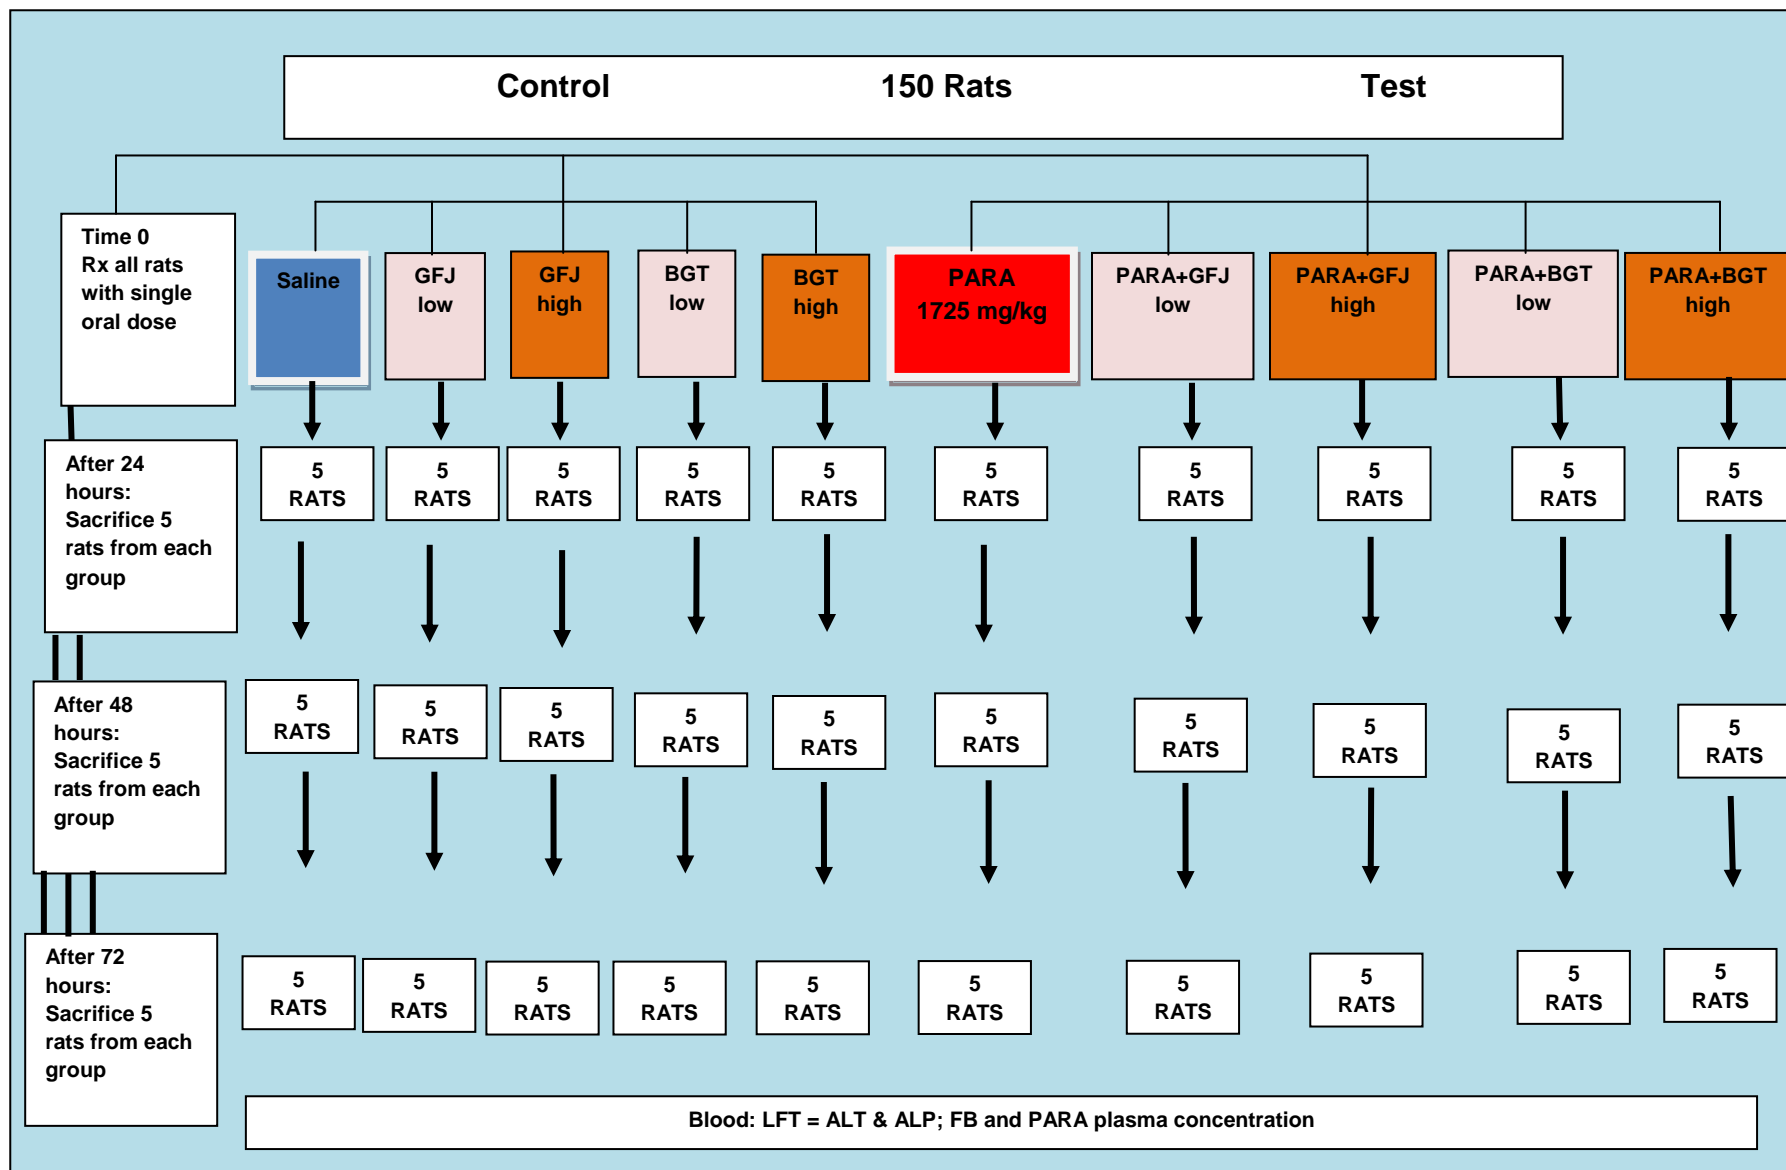 Control 150 Rats Test
Time 0
Rx all rats
with single
oral dose
Saline
GFJ
low
GFJ
high
BGT
low
BGT
high
PARA
1725 mg/kg
PARA+GFJ
low
PARA+GFJ
high
PARA+BGT
low
PARA+BGT
high
After 24
hours:
Sacrifice 5
rats from each
group
5
RATS
5
RATS
5
RATS
5
RATS
5
RATS
5
RATS
5
RATS
5
RATS
5
RATS
5
RATS
After 48
hours:
Sacrifice 5
rats from each
group
5
RATS
5
RATS
5
RATS
5
RATS
5
RATS
5
RATS
5
RATS
5
RATS
5
RATS
5
RATS
After 72
hours:
Sacrifice 5
rats from each
group
5
RATS
5
RATS
5
RATS
5
RATS
5
RATS
5
RATS
5
RATS
5
RATS
5
RATS
5
RATS
Blood: LFT = ALT & ALP; FB and PARA plasma concentration